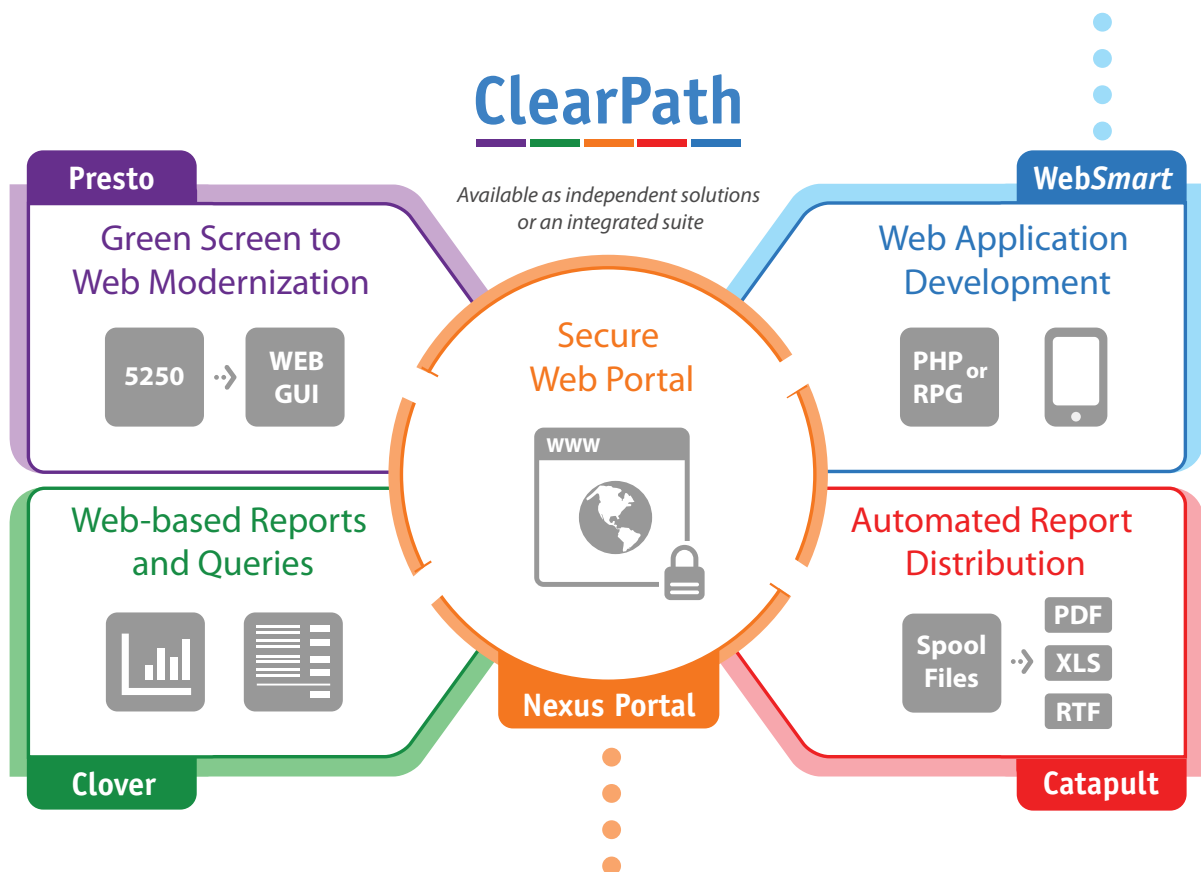 ClearPath
Available as independent solutions
or an integrated suite
Presto
Green Screen to
Web Modernization
5250
WEB
GUI
WebSmart
Web Application
Development
PHP or
RPG
Secure
Web Portal
www
Nexus Portal
Web-based Reports
and Queries
Clover
Automated Report
Distribution
Spool
Files
PDF
XLS
RTF
Catapult